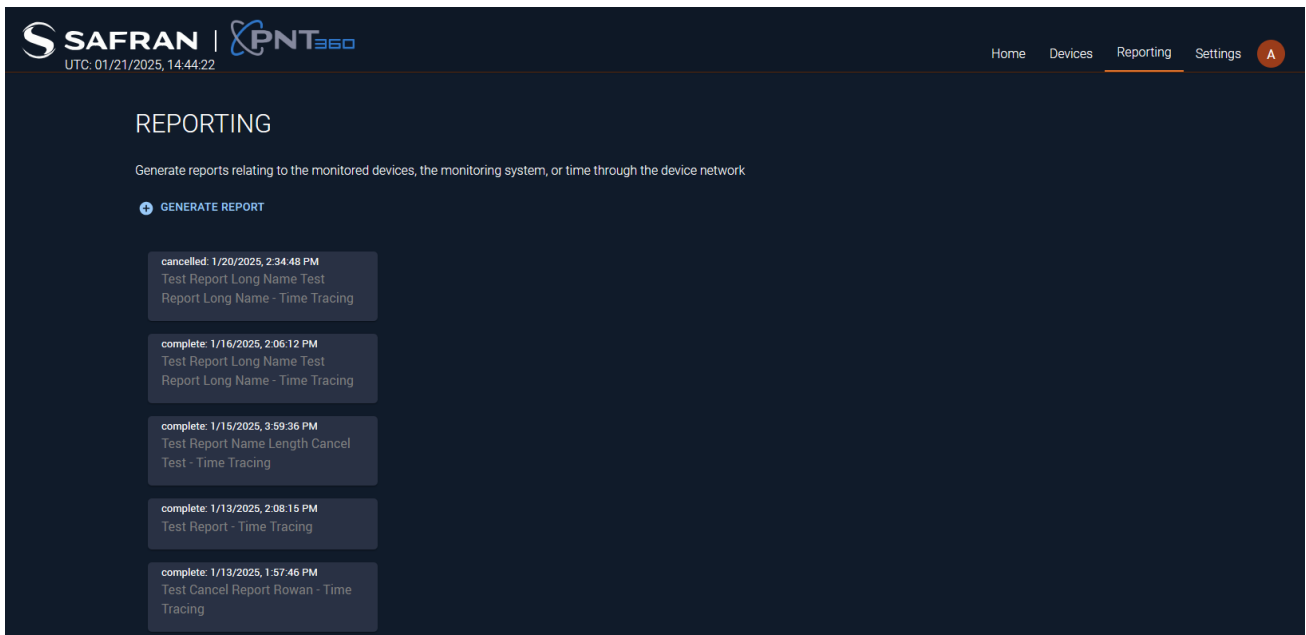 SAFRAN | PNT360
UTC: 01/21/2025, 14:44:22
Home Devices Reporting Settings A
REPORTING
Generate reports relating to the monitored devices, the monitoring system, or time through the device network
GENERATE REPORT
cancelled: 1/20/2025, 2:34:48 PM
Test Report Long Name Test
Report Long Name - Time Tracing
complete: 1/16/2025, 2:06:12 PM
Test Report Long Name Test
Report Long Name - Time Tracing
complete: 1/15/2025, 3:59:36 PM
Test Report Name Length Cancel
Test - Time Tracing
complete: 1/13/2025, 2:08:15 PM
Test Report - Time Tracing
complete: 1/13/2025, 1:57:46 PM
Test Cancel Report Rowan - Time
Tracing